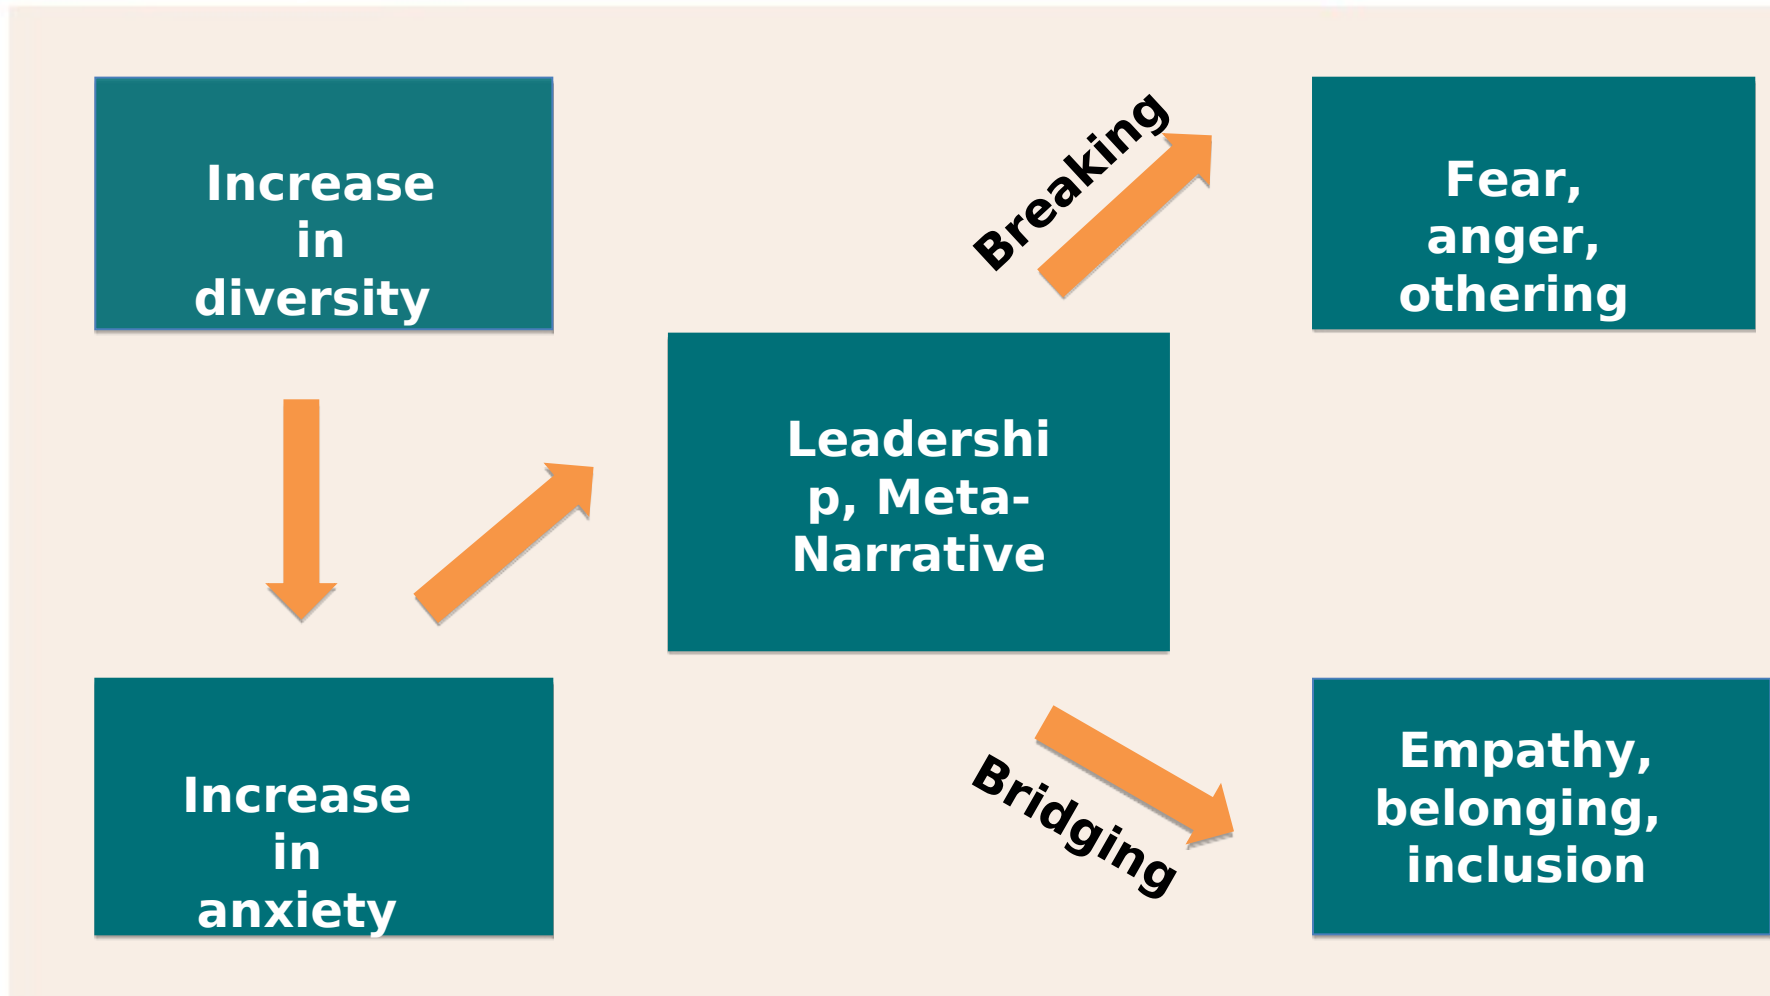 Increase
in
diversity
Increase
in
anxiety
Leadershi
p, Meta-
Narrative
Breaking
Fear,
anger,
othering
Bridging
Empathy,
belonging,
inclusion